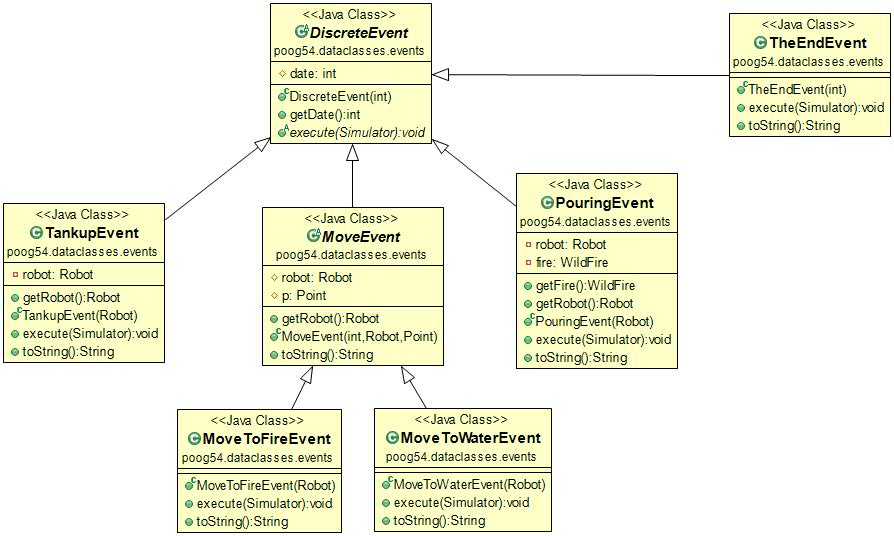 <<Java Class>>
DiscreteEvent
poog54.dataclasses.events
date: int
DiscreteEvent(int)
getDate():int
execute(Simulator):void
<<Java Class>>
TheEndEvent
poog54.dataclasses.events
TheEndEvent(int)
execute(Simulator):void
toString():String
<<Java Class>>
TankupEvent
poog54.dataclasses.events
robot: Robot
getRobot():Robot
TankupEvent(Robot)
execute(Simulator):void
toString():String
<<Java Class>>
MoveEvent
poog54.dataclasses.events
robot: Robot
p: Point
getRobot():Robot
MoveEvent(int,Robot,Point)
toString():String
<<Java Class>>
PouringEvent
poog54.dataclasses.events
robot: Robot
fire: WildFire
getFire():WildFire
getRobot():Robot
PouringEvent(Robot)
execute(Simulator):void
toString():String
<<Java Class>>
MoveToFireEvent
poog54.dataclasses.events
MoveToFireEvent(Robot)
execute(Simulator):void
toString():String
<<Java Class>>
MoveToWaterEvent
poog54.dataclasses.events
MoveToWaterEvent(Robot)
execute(Simulator):void
toString():String